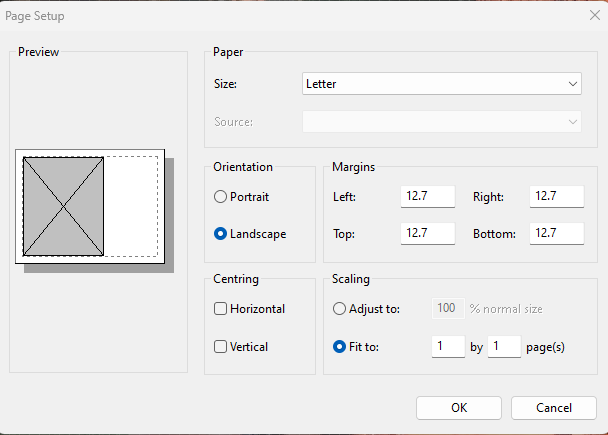 Page Setup
Preview
Paper
Size: Letter
Source:
Orientation
Portrait
Landscape
Margins
Left: 12.7 Right: 12.7
Top: 12.7 Bottom: 12.7
Centring
Horizontal
Vertical
Scaling
Adjust to: 100 % normal size
Fit to: 1 by 1 page(s)
OK Cancel